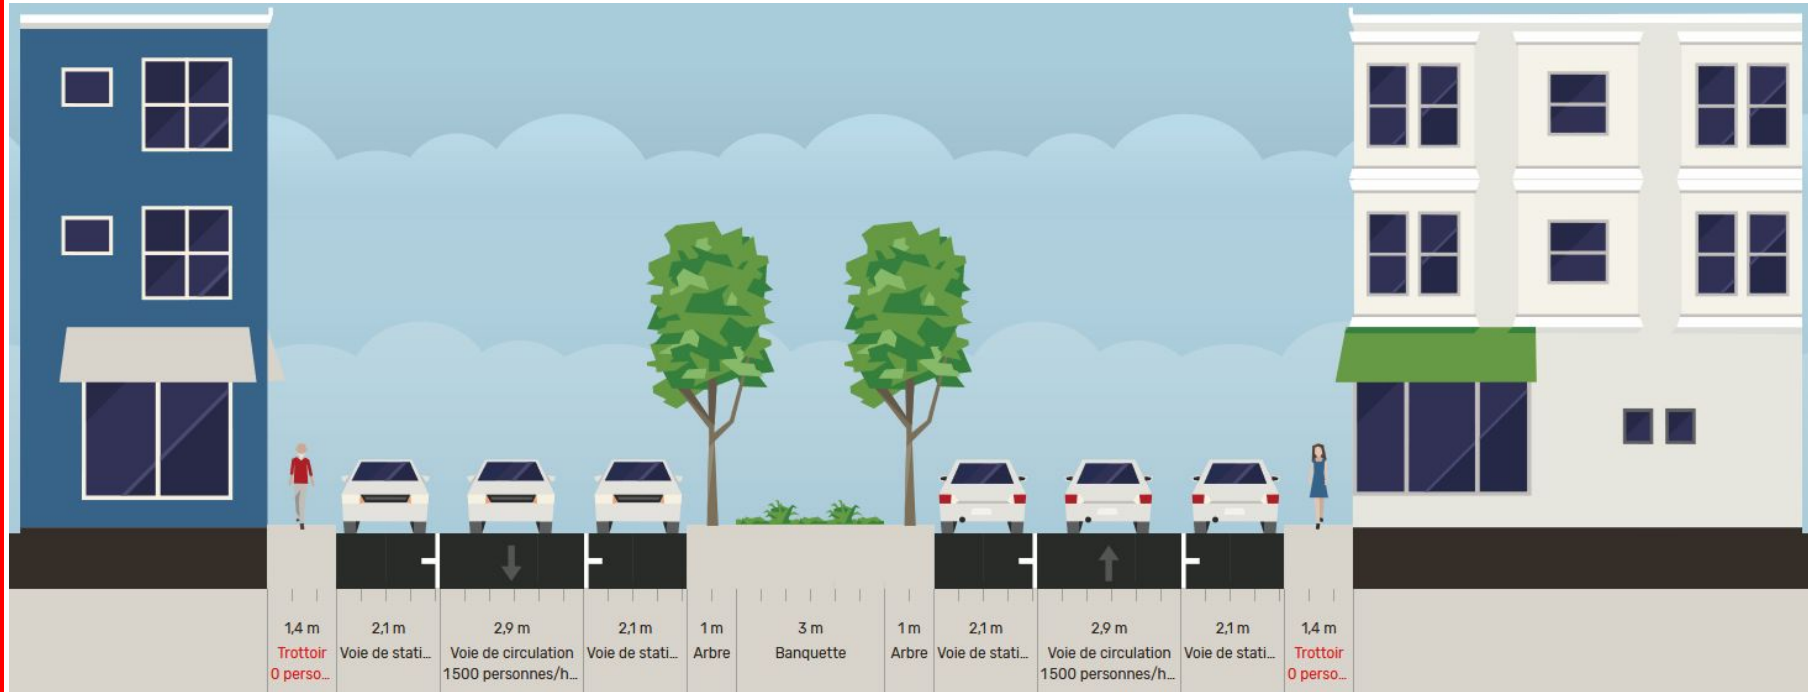 1,4 m
Trottoir
0 perso...
2,1 m
Voie de stati...
2,9 m
Voie de circulation
1500 personnes/h...
2,1 m
Voie de stati...
1 m
Arbre
3 m
Banquette
1 m
Arbre
2,1 m
Voie de stati...
2,9 m
Voie de circulation
1500 personnes/h...
2,1 m
Voie de stati...
1,4 m
Trottoir
0 perso...